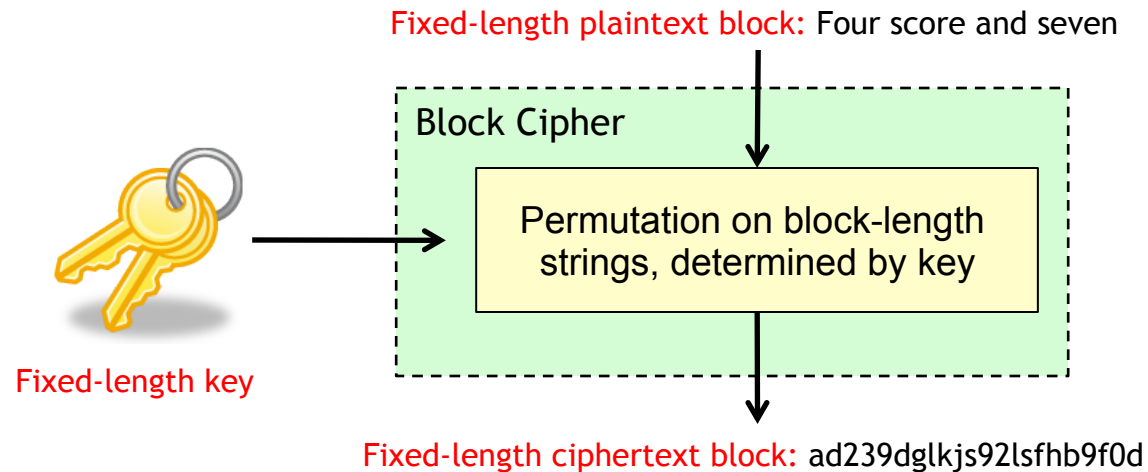 Fixed-length plaintext block: Four score and seven
Block Cipher
Permutation on block-length
strings, determined by key
Fixed-length key
Fixed-length ciphertext block: ad239dglkjs92lsfhb9f0d